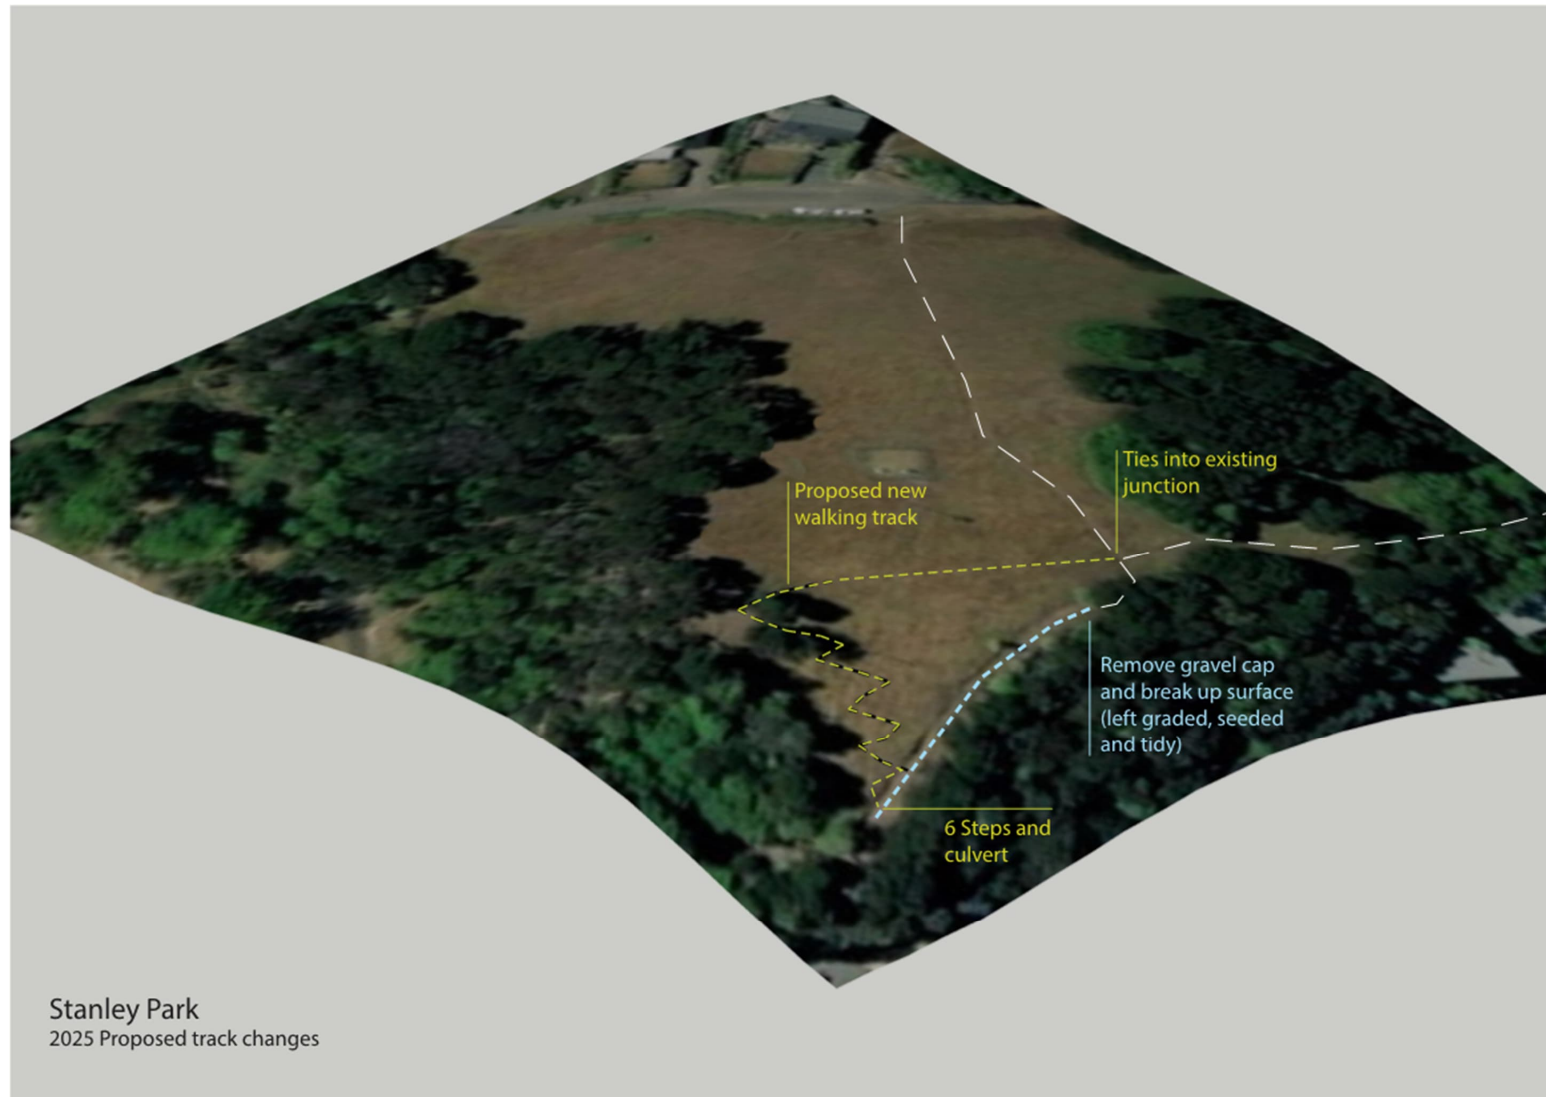 Ties into existing
junction
Proposed new
walking track
Remove gravel cap
and break up surface
(left graded, seeded
and tidy)
6 Steps and
culvert
Stanley Park
2025 Proposed track changes